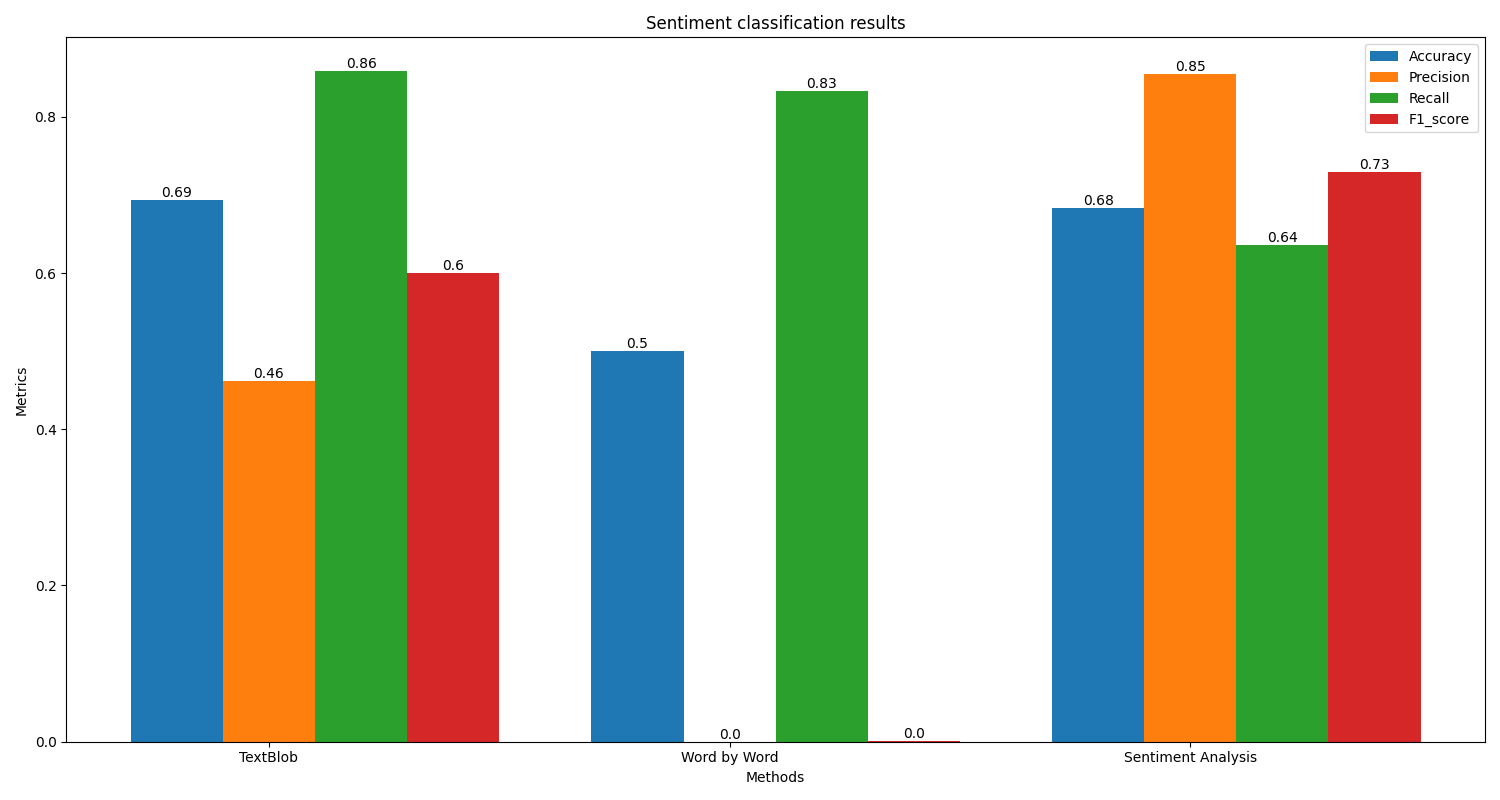 Sentiment classification results
Accuracy
Precision
Recall
F1_score
0.86
0.83
0.85
0.69
0.46
0.6
0.5
0.0
0.0
0.68
0.64
0.73
0.8
0.6
0.4
0.2
0.0
Metrics
TextBlob
Word by Word
Sentiment Analysis
Methods